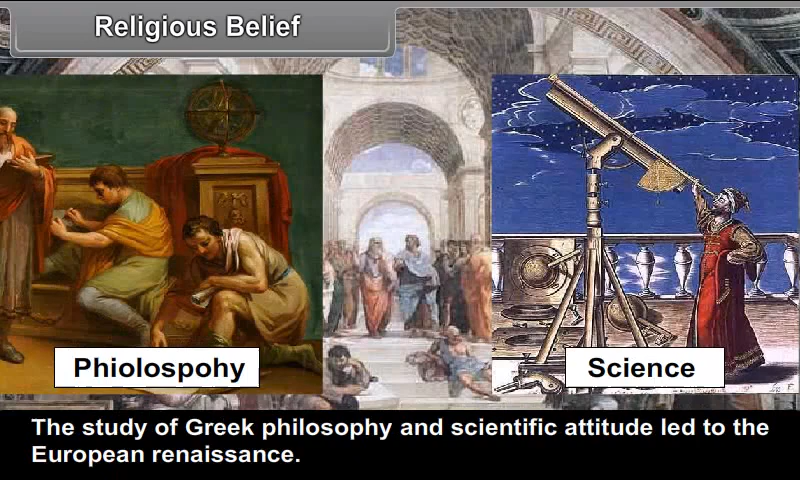 Religious Belief
Phiolospohy
Science
The study of Greek philosophy and scientific attitude led to the
European renaissance.